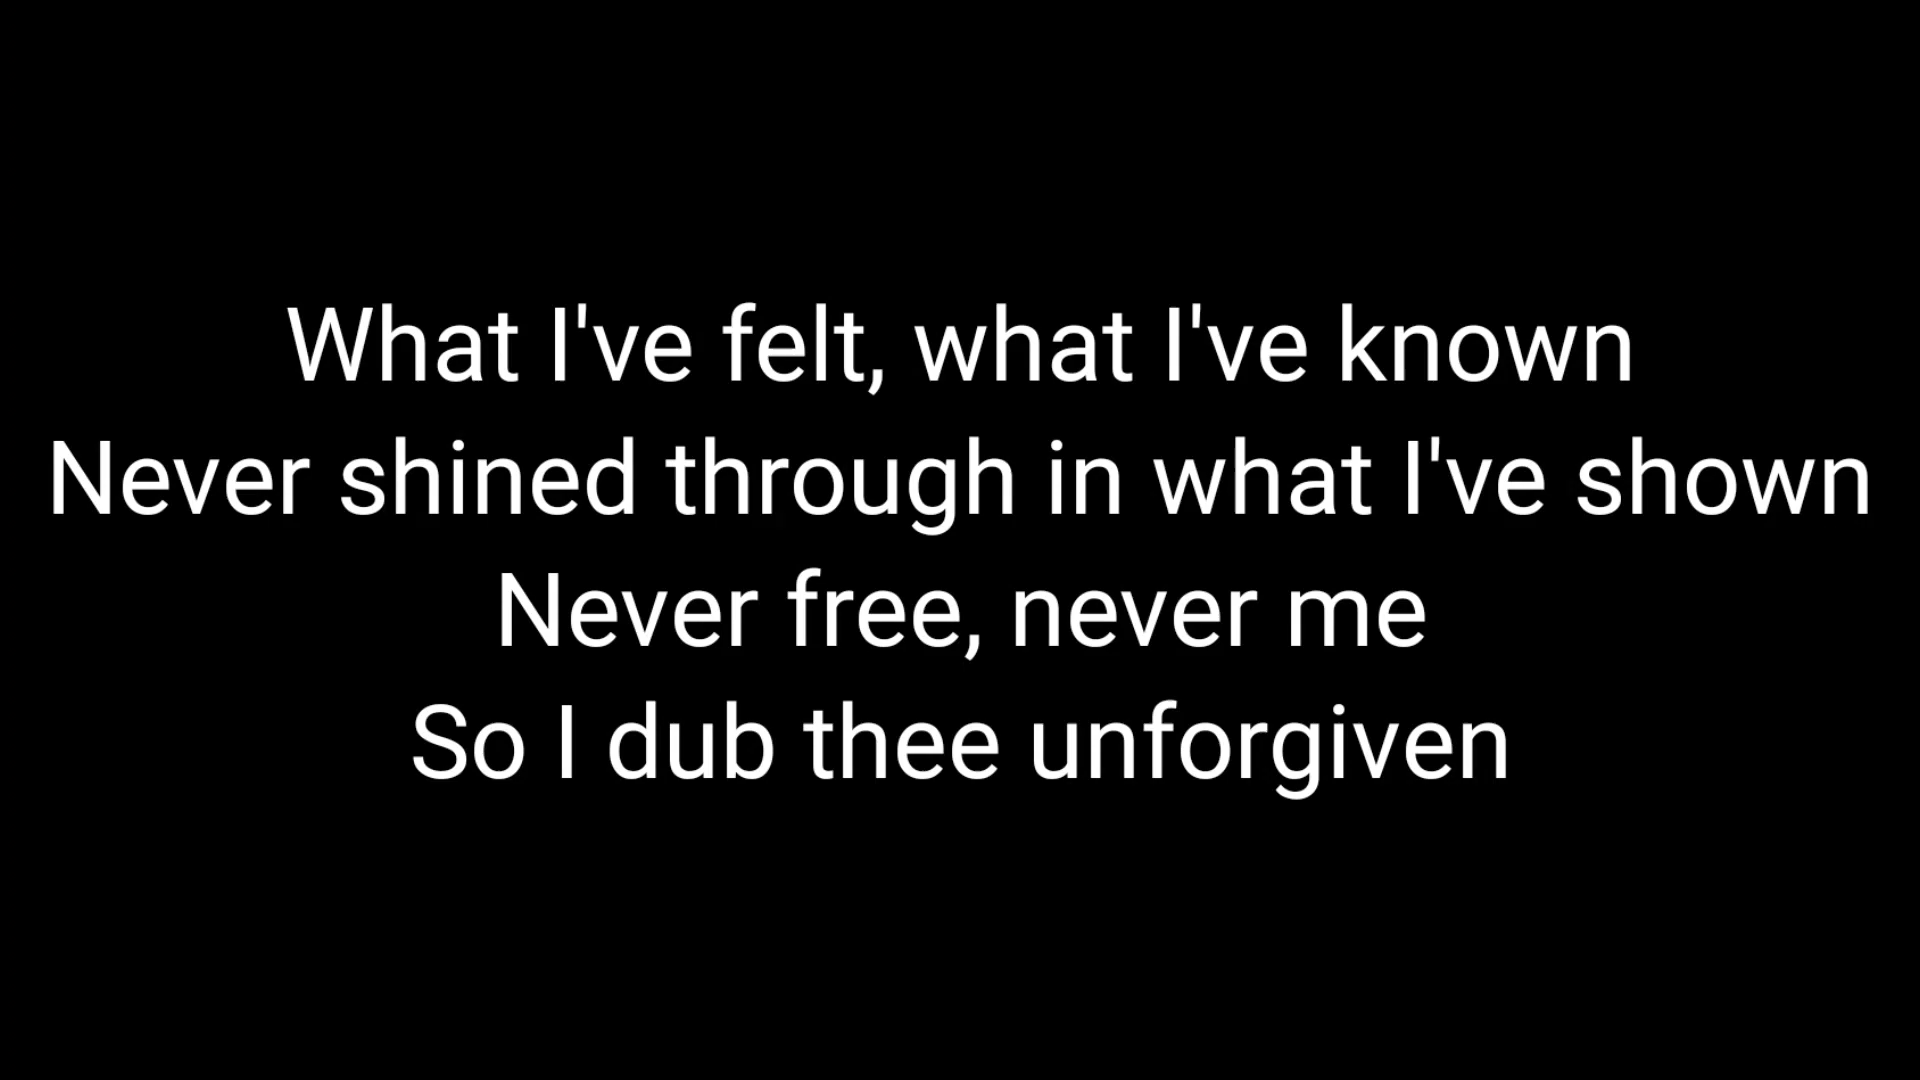 What I've felt, what I've known
Never shined through in what I've shown
Never free, never me
So I dub thee unforgiven